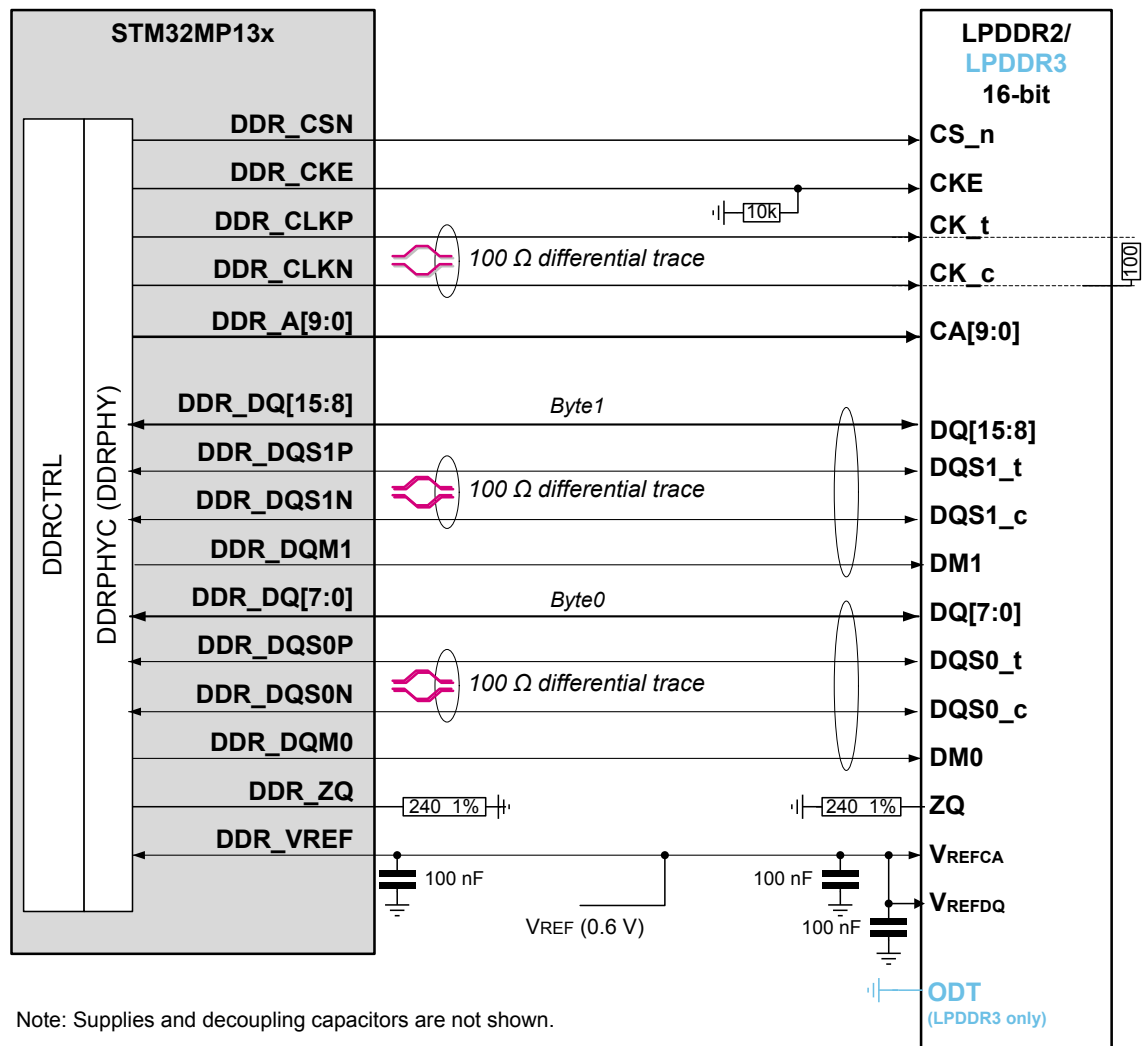 STM32MP13x
LPDDR2/
LPDDR3
16-bit
DDRCTRL
DDRPHYC (DDRPHY)
DDR_CSN
CS_n
DDR_CKE
CKE
10k
DDR_CLKP
CK_t
100 Ω differential trace
100
DDR_CLKN
CK_c
DDR_A[9:0]
CA[9:0]
DDR_DQ[15:8]
Byte1
DQ[15:8]
DDR_DQS1P
DQS1_t
100 Ω differential trace
DDR_DQS1N
DQS1_c
DDR_DQM1
DM1
DDR_DQ[7:0]
Byte0
DQ[7:0]
DDR_DQS0P
DQS0_t
100 Ω differential trace
DDR_DQS0N
DQS0_c
DDR_DQM0
DM0
DDR_ZQ
240 1%
240 1%
ZQ
DDR_VREF
VREFCA
100 nF
100 nF
VREFDQ
VREF (0.6 V)
100 nF
ODT
(LPDDR3 only)
Note: Supplies and decoupling capacitors are not shown.